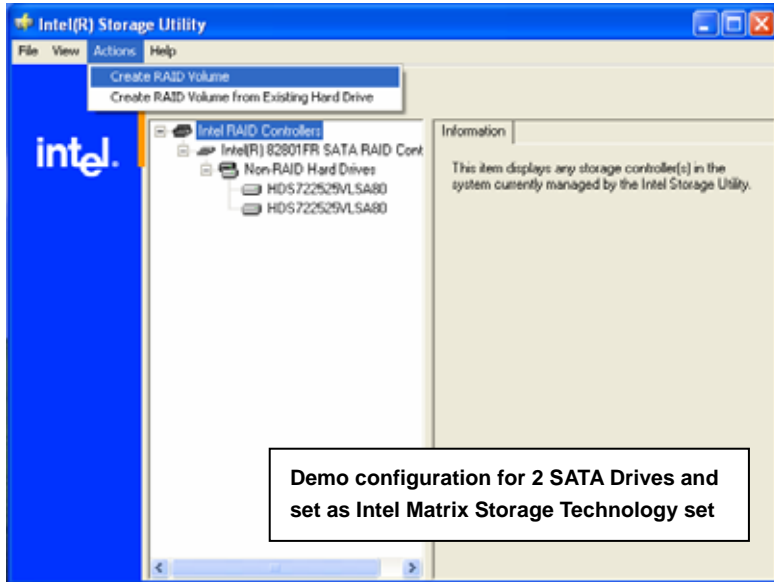 Intel(R) Storage Utility
File View Actions Help
Create RAID Volume
Create RAID Volume from Existing Hard Drive
intel.
Intel RAID Controllers
Intel(R) 82801FR SATA RAID Cont
Non-RAID Hard Drives
HDS722525VLSA80
HDS722525VLSA80
Information
This item displays any storage controller(s) in the
system currently managed by the Intel Storage Utility.
Demo configuration for 2 SATA Drives and
set as Intel Matrix Storage Technology set